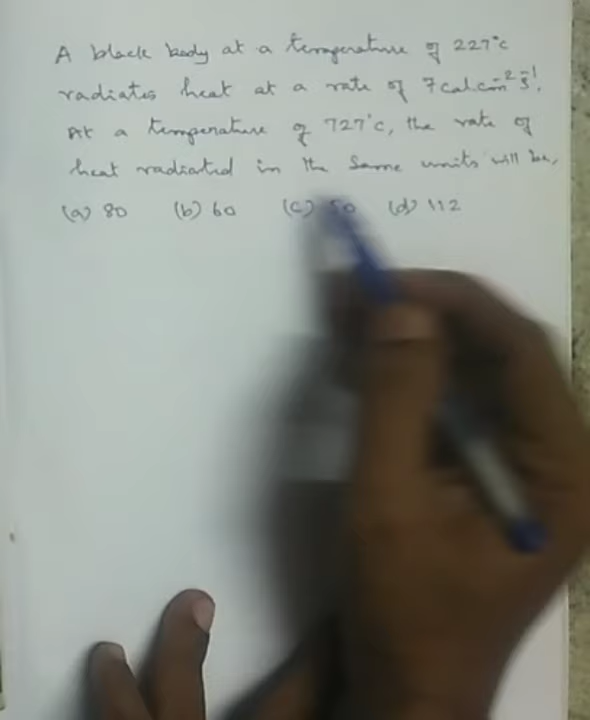 A black body at a temperature of 227°c
radiates heat at a rate of 7 cal cm⁻² s⁻¹.
At a temperature of 727°c, the rate of
heat radiated in the same units will be,
(a) 80 (b) 60 (c) 50 (d) 112